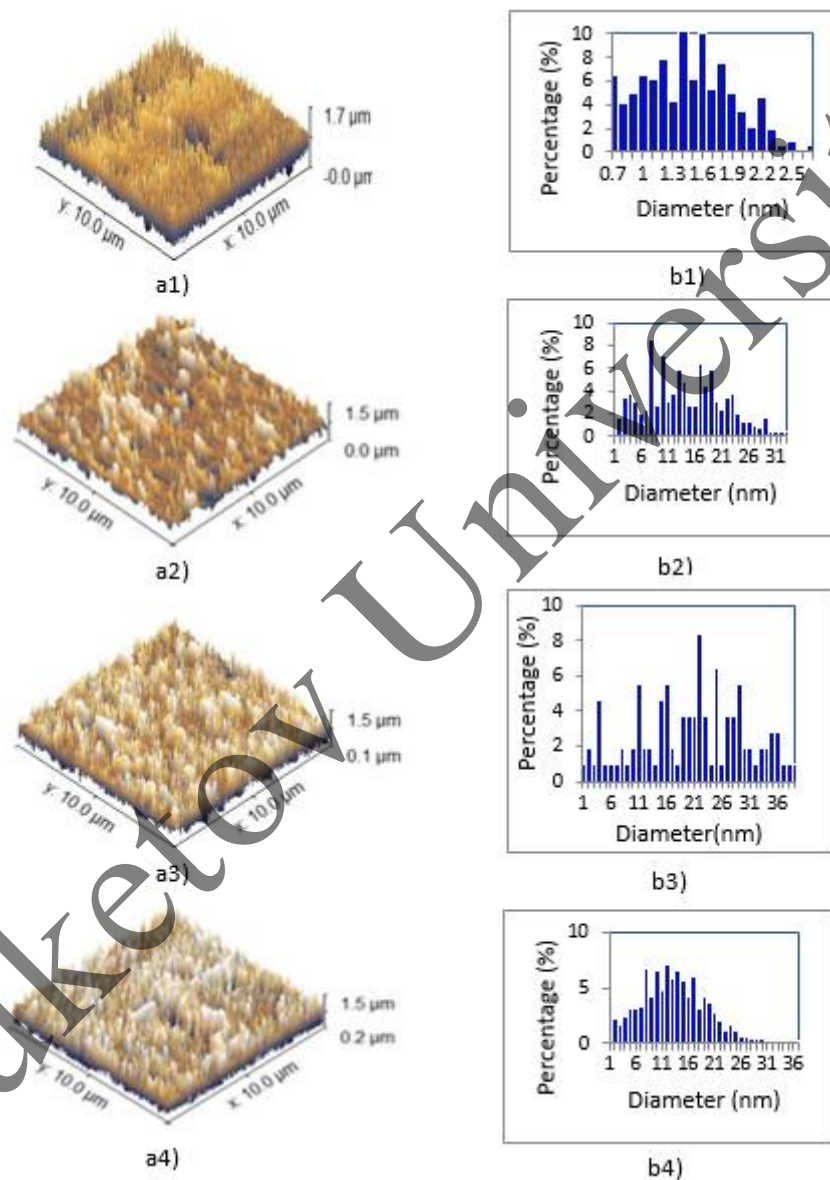 1.7 µm
-0.0 µm
y: 10.0 µm
x: 10.0 µm
a1)
Percentage (%)
10
8
6
4
2
0
0.7 1 1.3 1.6 1.9 2.2 2.5
Diameter (nm)
b1)
1.5 µm
0.0 µm
y: 10.0 µm
x: 10.0 µm
a2)
Percentage (%)
10
8
6
4
2
0
1 6 11 16 21 26 31
Diameter (nm)
b2)
1.5 µm
0.1 µm
y: 10.0 µm
x: 10.0 µm
a3)
Percentage (%)
10
8
6
4
2
0
1 6 11 16 21 26 31 36
Diameter(nm)
b3)
1.5 µm
0.2 µm
y: 10.0 µm
x: 10.0 µm
a4)
Percentage (%)
10
5
0
1 6 11 16 21 26 31 36
Diameter (nm)
b4)